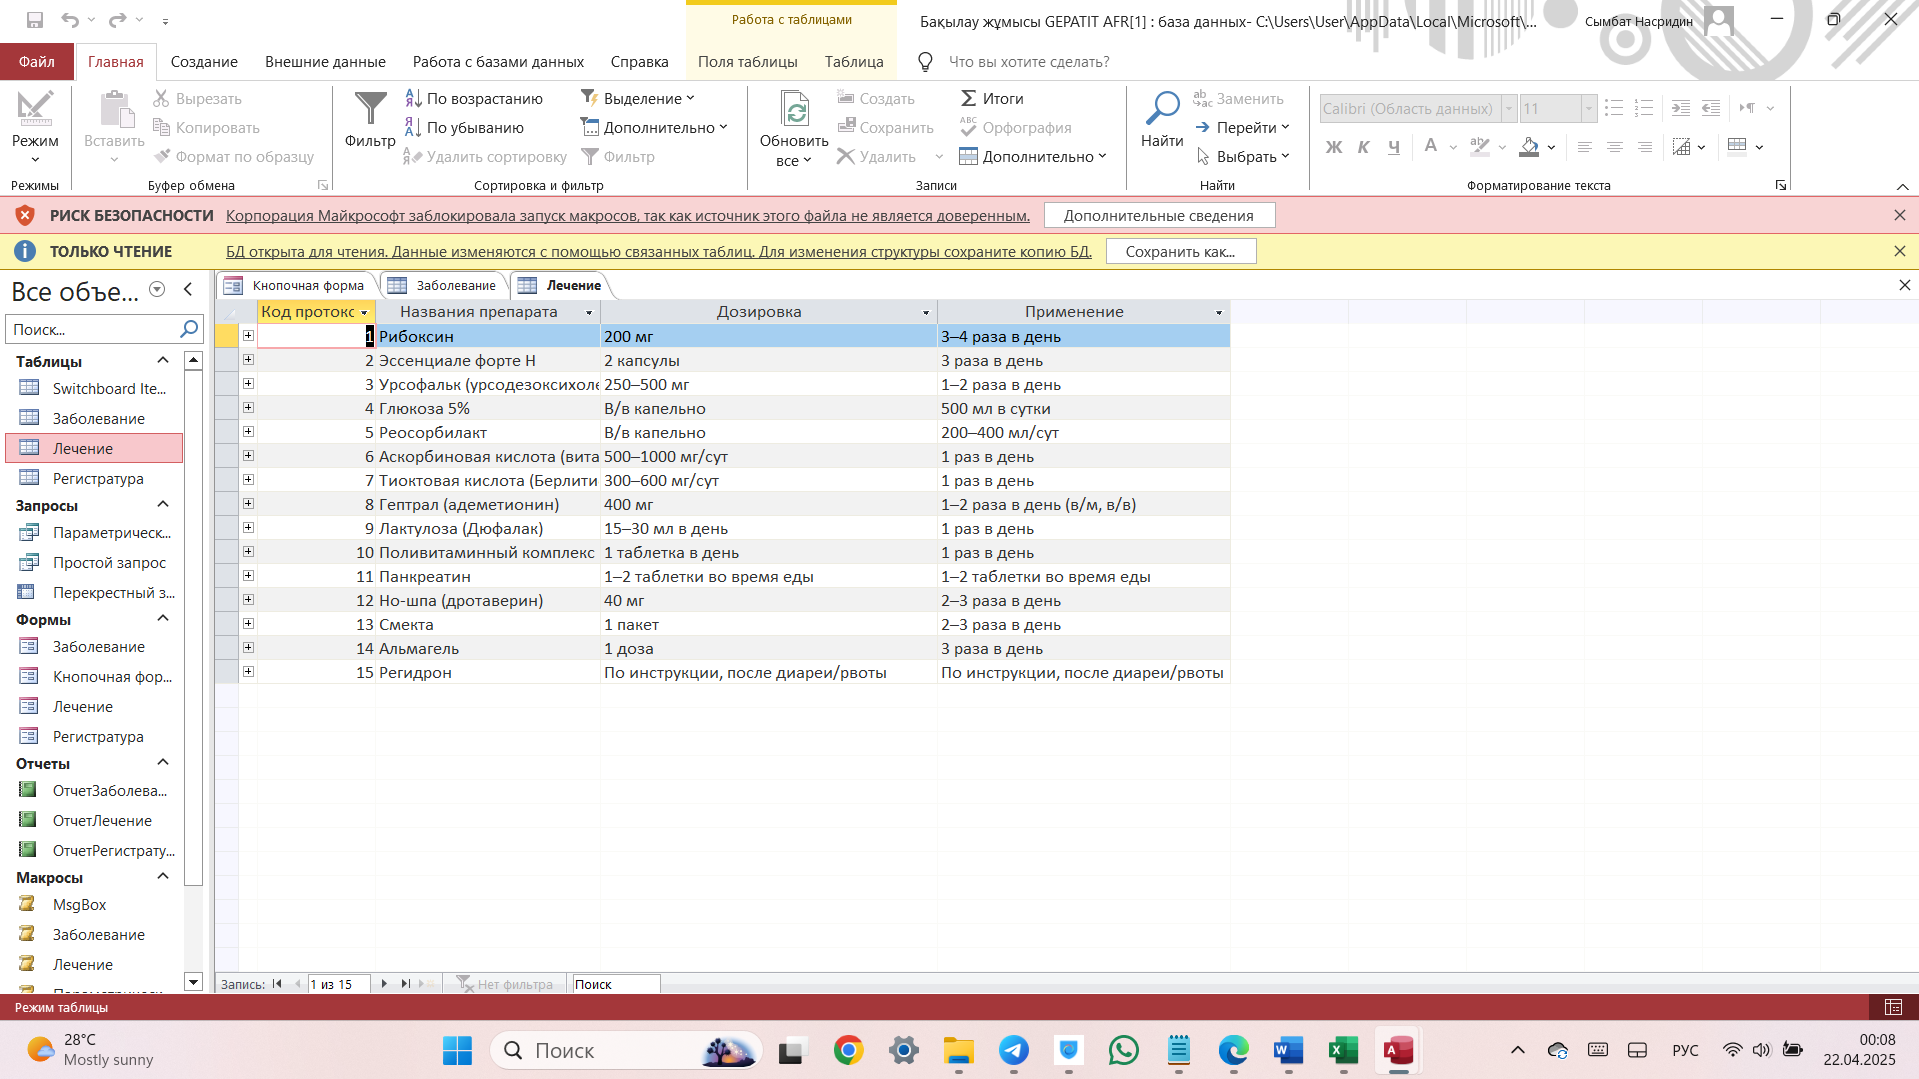 Работа с таблицами
Бақылау жұмысы GEPATIT AFR[1] : база данных- C:\Users\User\AppData\Local\Microsoft\...
Сымбат Насридин
Файл
Главная
Создание
Внешние данные
Работа с базами данных
Справка
Поля таблицы
Таблица
Что вы хотите сделать?
Режим
Режимы
Вставить
Вырезать
Копировать
Формат по образцу
Буфер обмена
Фильтр
По возрастанию
По убыванию
Удалить сортировку
Выделение
Дополнительно
Фильтр
Сортировка и фильтр
Обновить
все
Создать
Сохранить
Удалить
Итоги
Орфография
Дополнительно
Записи
Найти
Заменить
Перейти
Выбрать
Найти
Calibri (Область данных)
11
Ж К Ч
Форматирование текста
РИСК БЕЗОПАСНОСТИ Корпорация Майкрософт заблокировала запуск макросов, так как источник этого файла не является доверенным. Дополнительные сведения
ТОЛЬКО ЧТЕНИЕ БД открыта для чтения. Данные изменяются с помощью связанных таблиц. Для изменения структуры сохраните копию БД. Сохранить как...
Все объе...
Поиск...
Таблицы
Switchboard Ite...
Заболевание
Лечение
Регистратура
Запросы
Параметрическ...
Простой запрос
Перекрестный з...
Формы
Заболевание
Кнопочная фор...
Лечение
Регистратура
Отчеты
ОтчетЗаболева...
ОтчетЛечение
ОтчетРегистрату...
Макросы
MsgBox
Заболевание
Лечение
Кнопочная форма
Заболевание
Лечение
Код протокс Названия препарата Дозировка Применение
1 Рибоксин 200 мг 3–4 раза в день
2 Эссенциале форте Н 2 капсулы 3 раза в день
3 Урсофальк (урсодезоксихоле 250–500 мг 1–2 раза в день
4 Глюкоза 5% В/в капельно 500 мл в сутки
5 Реосорбилакт В/в капельно 200–400 мл/сут
6 Аскорбиновая кислота (вита 500–1000 мг/сут 1 раз в день
7 Тиоктовая кислота (Берлити 300–600 мг/сут 1 раз в день
8 Гептрал (адеметионин) 400 мг 1–2 раза в день (в/м, в/в)
9 Лактулоза (Дюфалак) 15–30 мл в день 1 раз в день
10 Поливитаминный комплекс 1 таблетка в день 1 раз в день
11 Панкреатин 1–2 таблетки во время еды 1–2 таблетки во время еды
12 Но-шпа (дротаверин) 40 мг 2–3 раза в день
13 Смекта 1 пакет 2–3 раза в день
14 Альмагель 1 доза 3 раза в день
15 Регидрон По инструкции, после диареи/рвоты По инструкции, после диареи/рвоты
Запись: 1 из 15 Нет фильтра Поиск
Режим таблицы
28°C
Mostly sunny
Поиск
РУС
00:08
22.04.2025